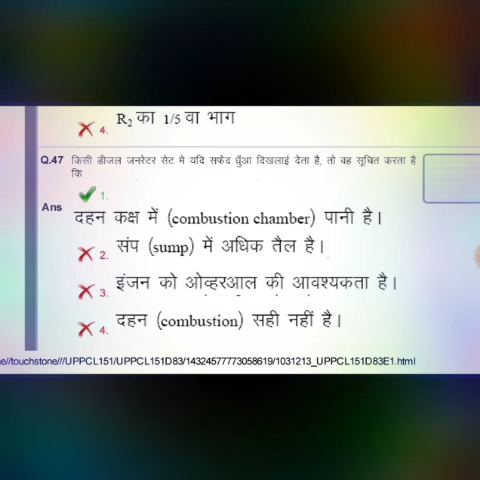 4. R₂ का 1/5 वा भाग
Q.47 किसी डीजल जनरेटर सेट मे यदि सफेद धुँआ दिखलाई देता है, तो वह सूचित करता है
कि
Ans 1.
दहन कक्ष में (combustion chamber) पानी है।
2. संप (sump) में अधिक तैल है।
3. इंजन को ओव्हरआल की आवश्यकता है।
4. दहन (combustion) सही नहीं है।
//touchstone///UPPCL151/UPPCL151D83/14324577773058619/1031213_UPPCL151D83E1.html